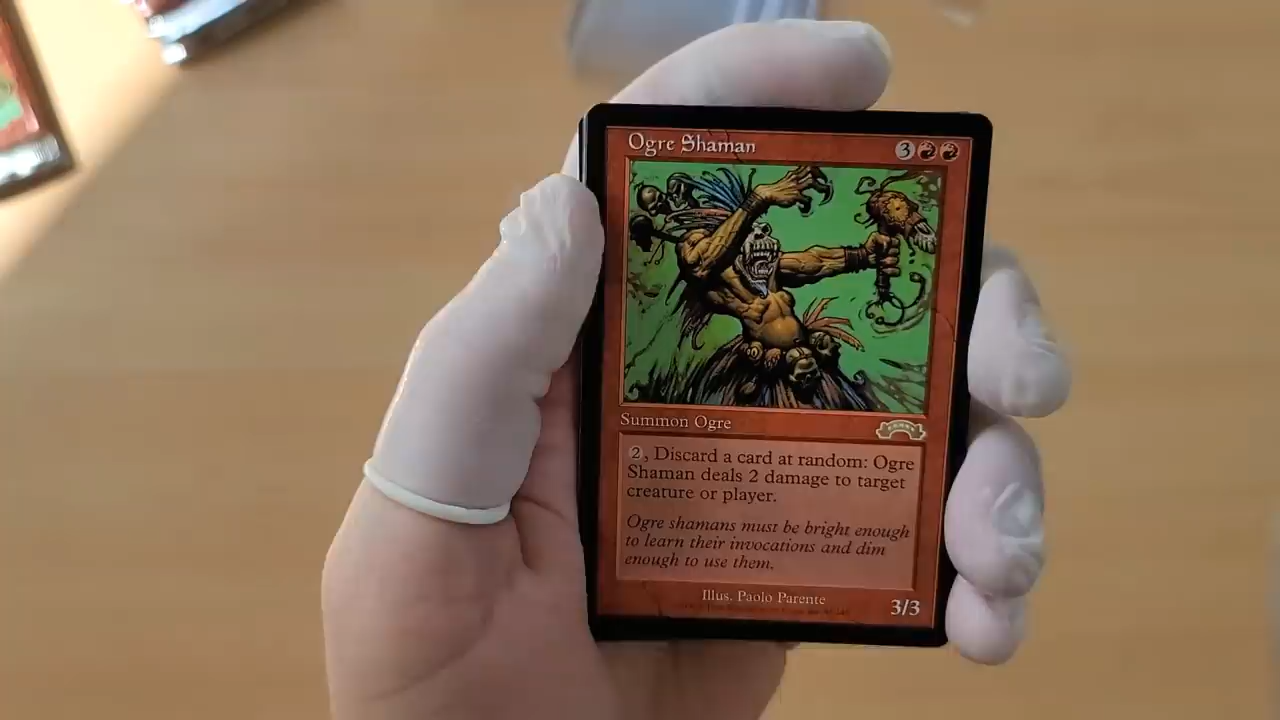 Ogre Shaman
3
Summon Ogre
2, Discard a card at random: Ogre
Shaman deals 2 damage to target
creature or player.
Ogre shamans must be bright enough
to learn their invocations and dim
enough to use them.
Illus. Paolo Parente
3/3